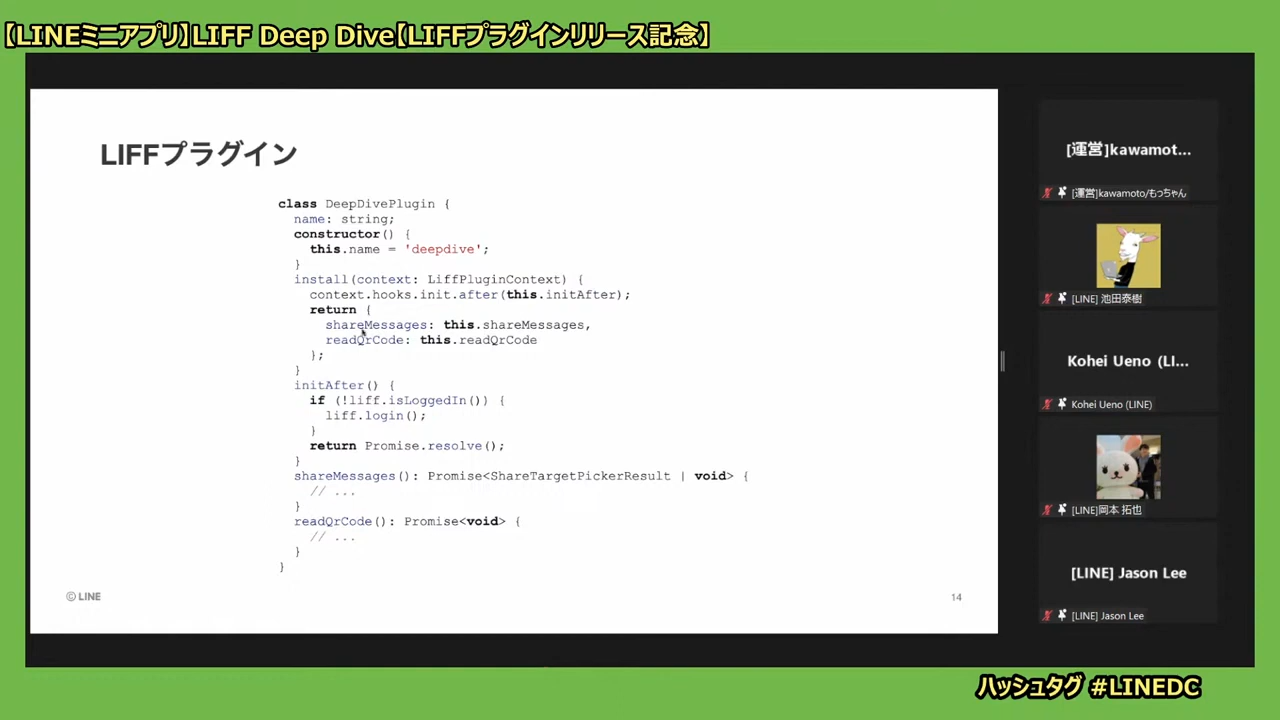 【LINEミニアプリ】LIFF Deep Dive【LIFFプラグインリリース記念】
LIFFプラグイン
class DeepDivePlugin {
name: string;
constructor() {
this.name = 'deepdive';
}
install(context: LiffPluginContext) {
context.hooks.init.after(this.initAfter);
return {
shareMessages: this.shareMessages,
readQrCode: this.readQrCode
};
}
initAfter() {
if (!liff.isLoggedIn()) {
liff.login();
}
return Promise.resolve();
}
shareMessages(): Promise<ShareTargetPickerResult | void> {
// ...
}
readQrCode(): Promise<void> {
// ...
}
}
© LINE
14
[運営]kawamot...
[運営]kawamoto/もっちゃん
[LINE] 池田泰樹
Kohei Ueno (LI...
Kohei Ueno (LINE)
[LINE]岡本 拓也
[LINE] Jason Lee
[LINE] Jason Lee
ハッシュタグ #LINEDC